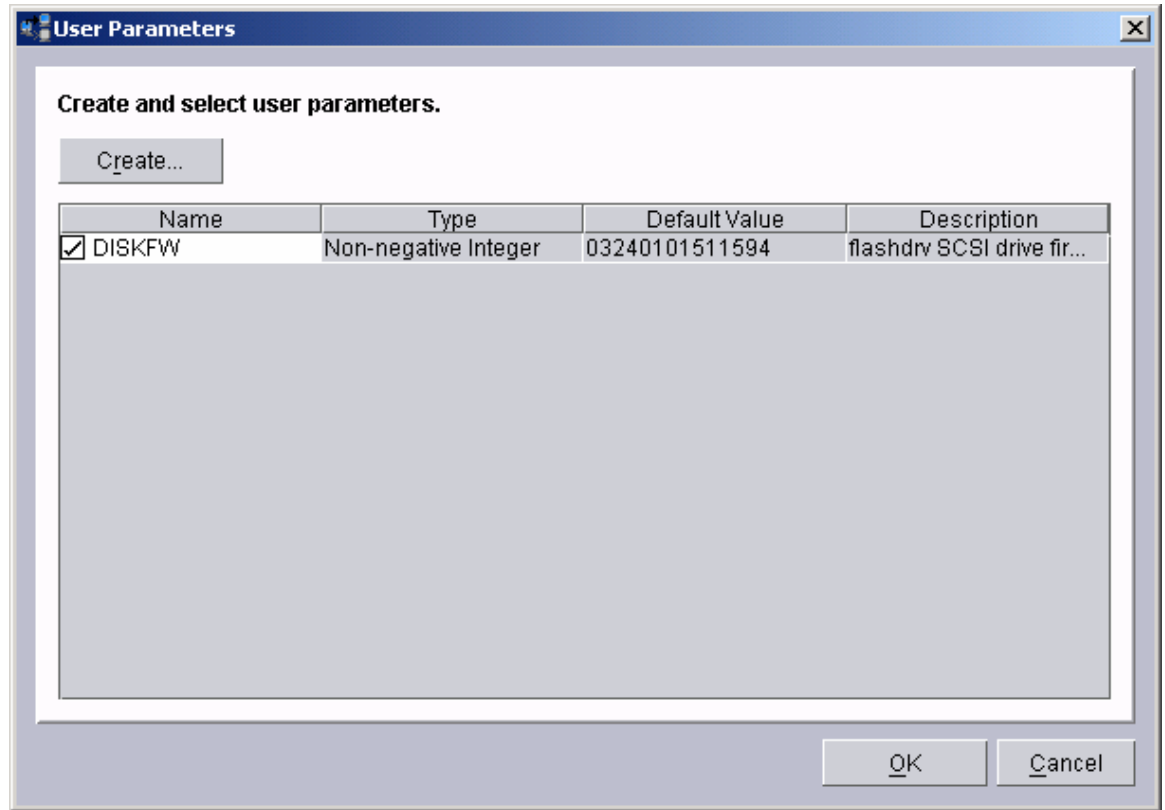 User Parameters
Create and select user parameters.
Create...
Name Type Default Value Description
DISKFW Non-negative Integer 03240101511594 flashdrv SCSI drive fir...
OK Cancel